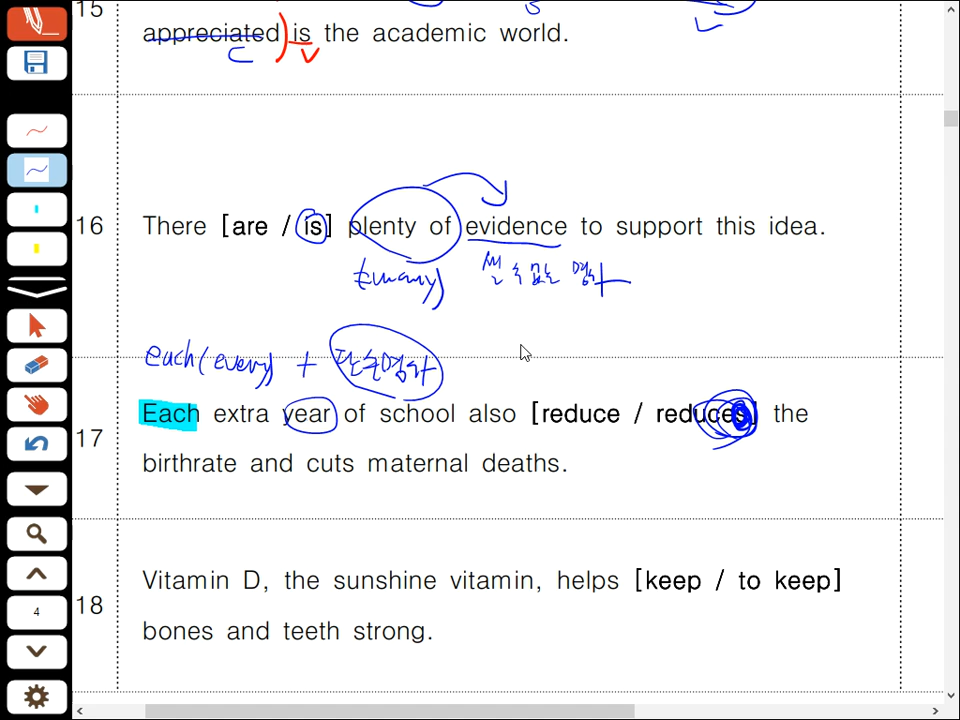 15
appreciated is the academic world.
C V
16 There [are / is] plenty of evidence to support this idea.
(many) 셀 수 없는 명사
each(every) + 단수명사
17 Each extra year of school also [reduce / reduces] the
birthrate and cuts maternal deaths.
18 Vitamin D, the sunshine vitamin, helps [keep / to keep]
bones and teeth strong.
4